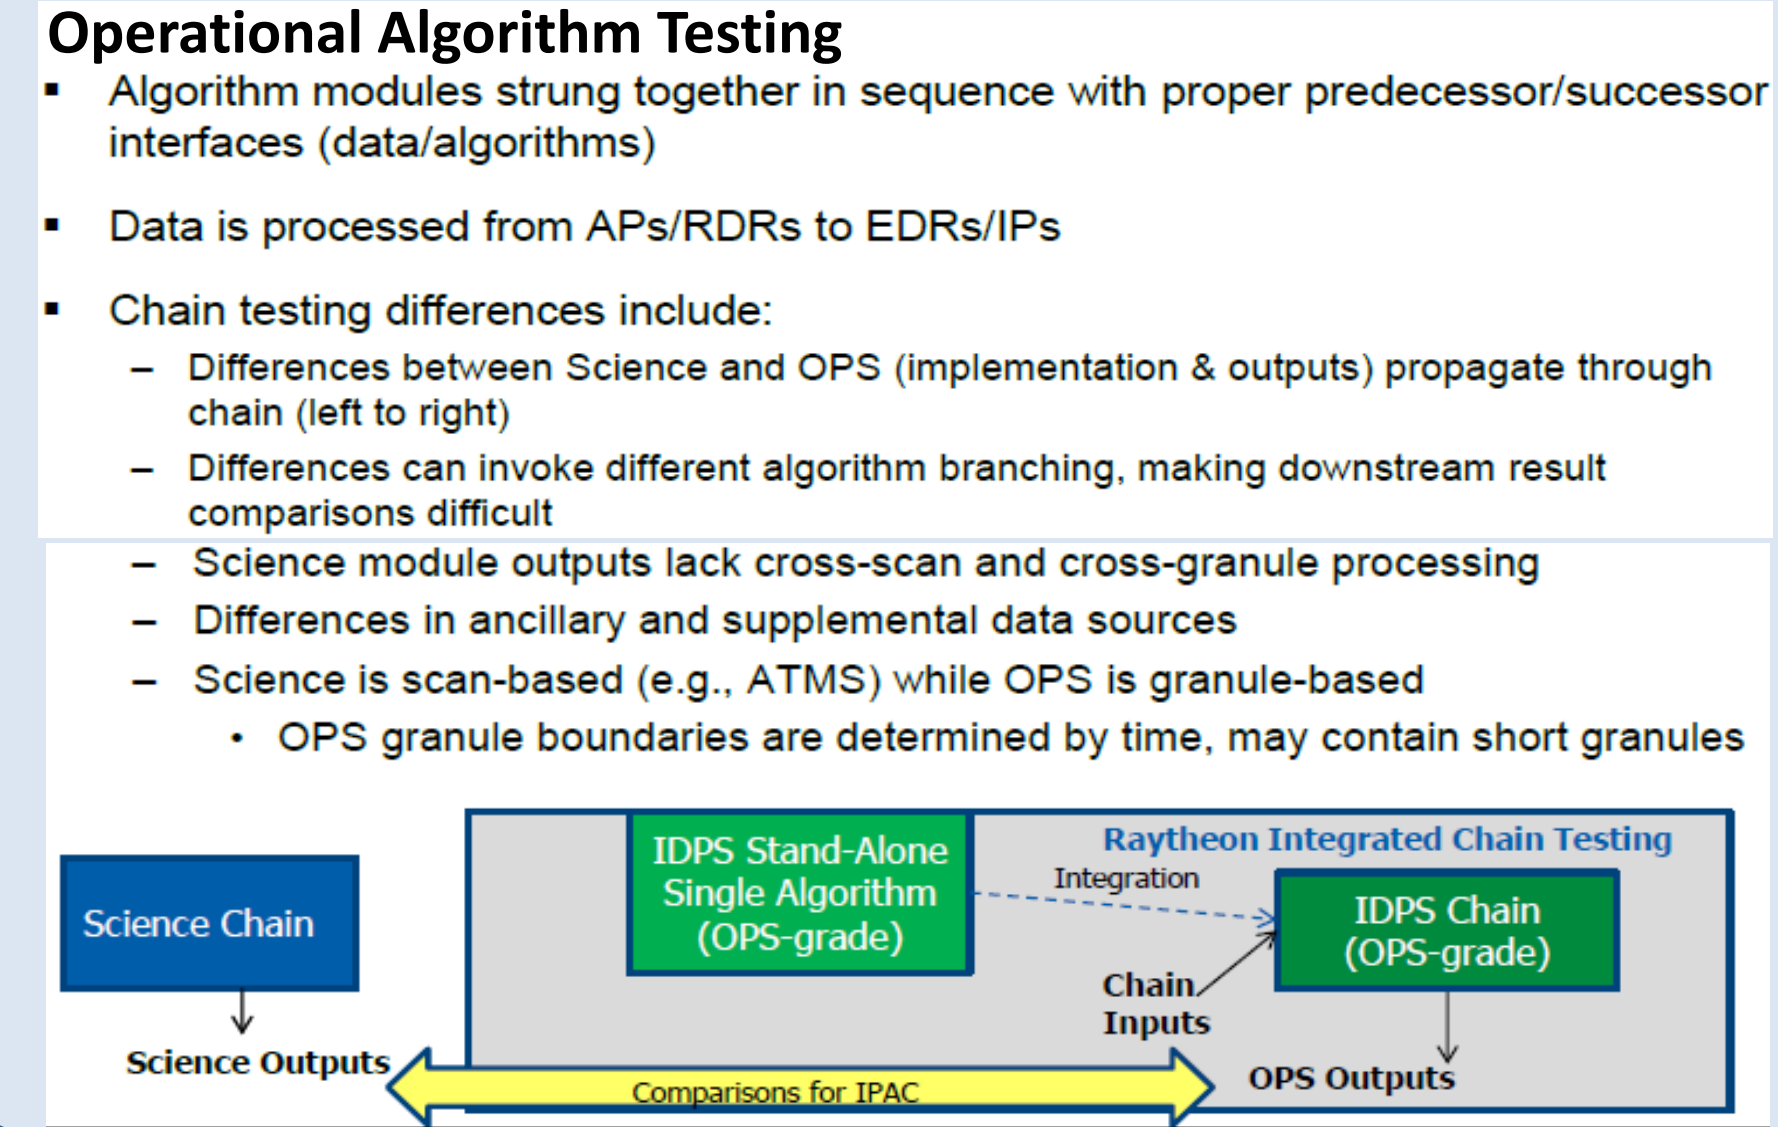 Operational Algorithm Testing
▪ Algorithm modules strung together in sequence with proper predecessor/successor
interfaces (data/algorithms)
▪ Data is processed from APs/RDRs to EDRs/IPs
▪ Chain testing differences include:
– Differences between Science and OPS (implementation & outputs) propagate through
chain (left to right)
– Differences can invoke different algorithm branching, making downstream result
comparisons difficult
– Science module outputs lack cross-scan and cross-granule processing
– Differences in ancillary and supplemental data sources
– Science is scan-based (e.g., ATMS) while OPS is granule-based
• OPS granule boundaries are determined by time, may contain short granules
Science Chain
Science Outputs
IDPS Stand-Alone
Single Algorithm
(OPS-grade)
Raytheon Integrated Chain Testing
Integration
IDPS Chain
(OPS-grade)
Chain
Inputs
OPS Outputs
Comparisons for IPAC